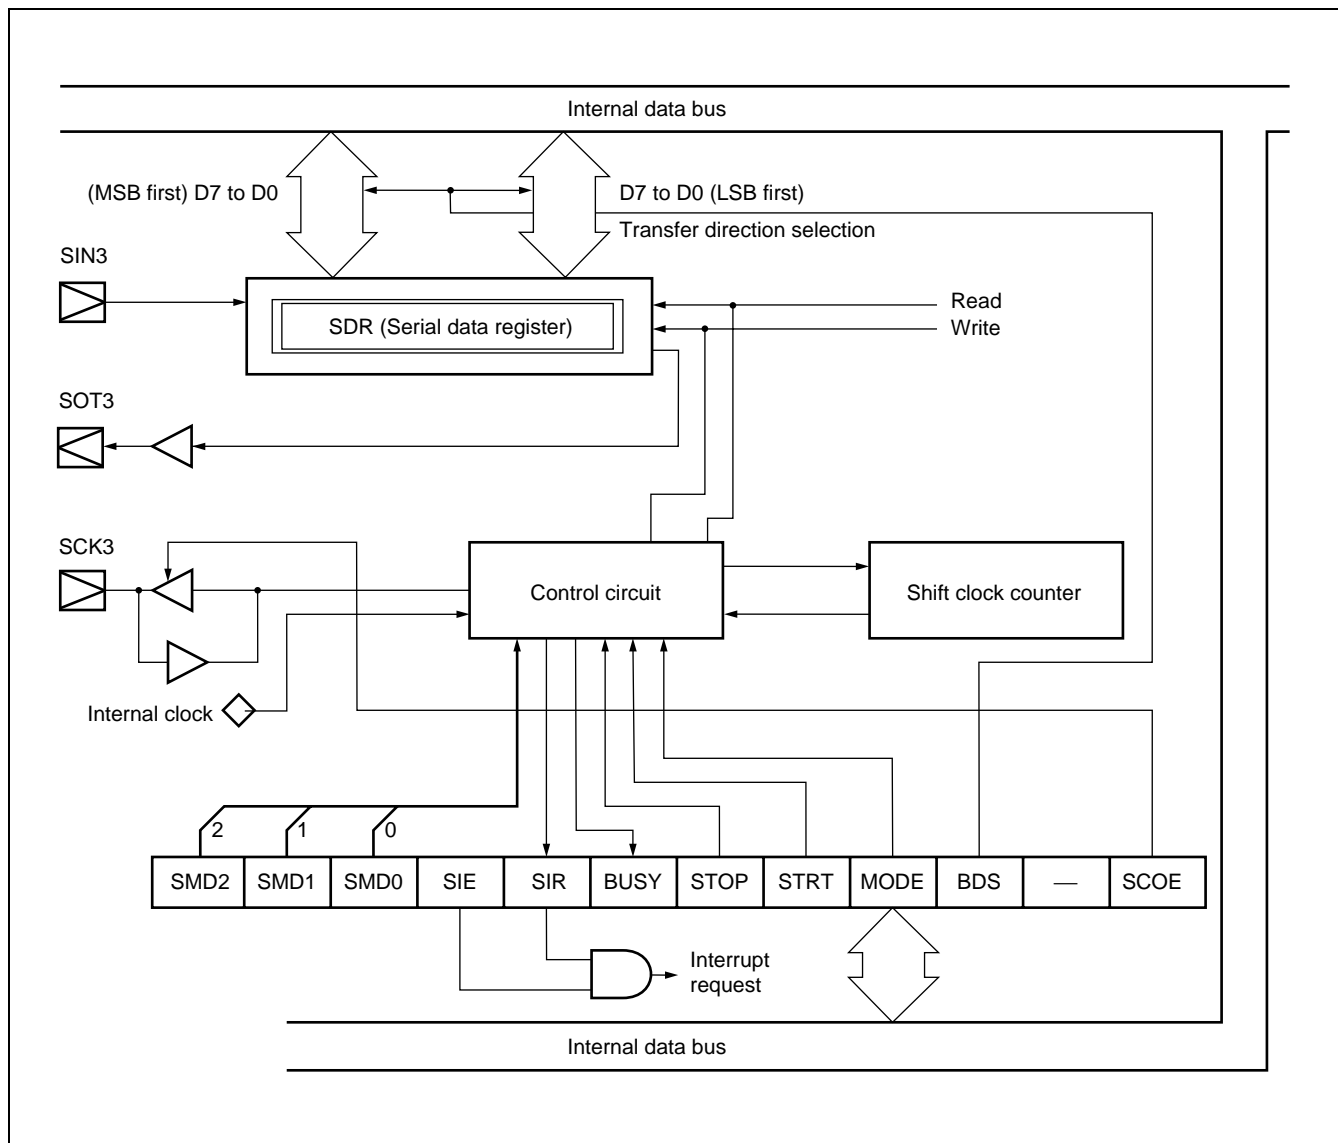 Internal data bus
(MSB first) D7 to D0
D7 to D0 (LSB first)
Transfer direction selection
SIN3
SDR (Serial data register)
Read
Write
SOT3
SCK3
Control circuit
Shift clock counter
Internal clock
2
1
0
SMD2
SMD1
SMD0
SIE
SIR
BUSY
STOP
STRT
MODE
BDS
—
SCOE
Interrupt
request
Internal data bus